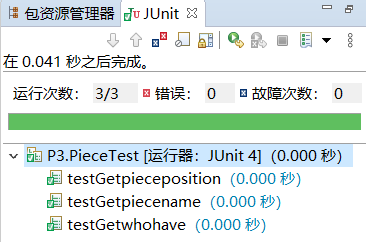 包资源管理器 JUnit
在 0.041 秒之后完成。
运行次数： 3/3 错误： 0 故障次数： 0
P3.PieceTest [运行器：JUnit 4] (0.000 秒)
testGetpieceposition (0.000 秒)
testGetpiecename (0.000 秒)
testGetwhohave (0.000 秒)